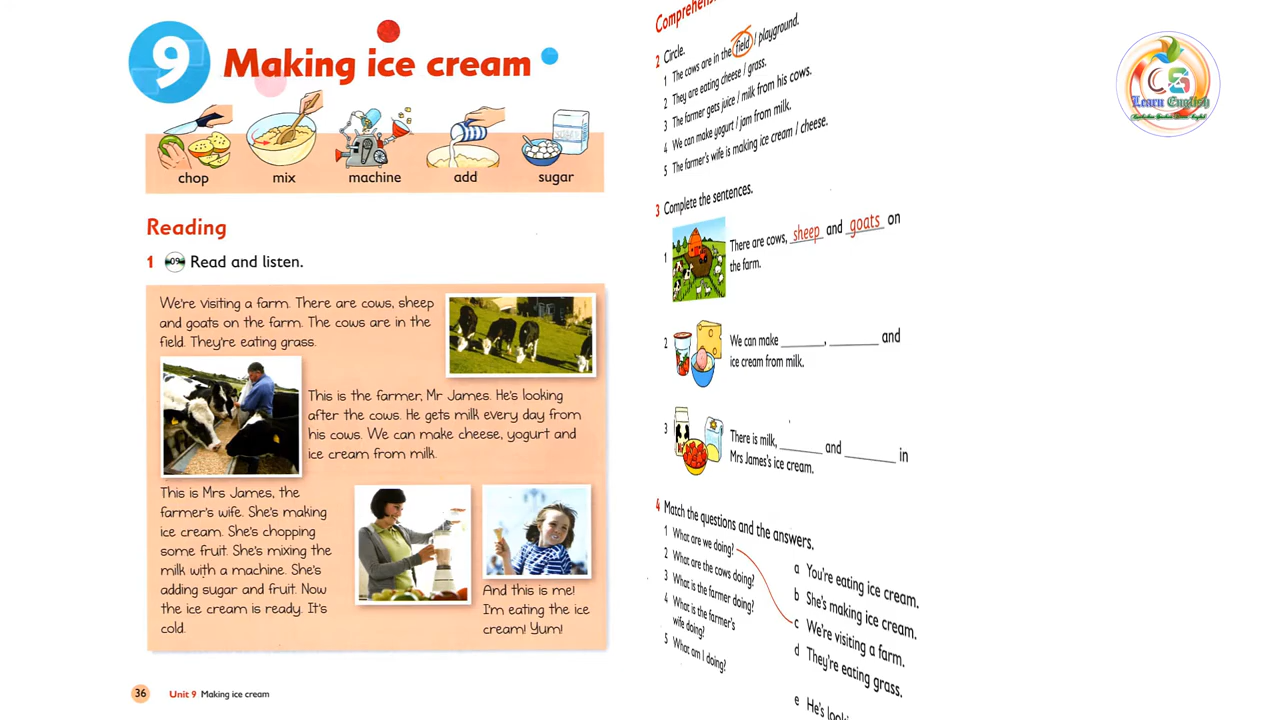 9
Making ice cream
chop
mix
machine
add
sugar
Reading
1 09 Read and listen.
We're visiting a farm. There are cows, sheep
and goats on the farm. The cows are in the
field. They're eating grass.
This is the farmer, Mr James. He's looking
after the cows. He gets milk every day from
his cows. We can make cheese, yogurt and
ice cream from milk.
This is Mrs James, the
farmer's wife. She's making
ice cream. She's chopping
some fruit. She's mixing the
milk with a machine. She's
adding sugar and fruit. Now
the ice cream is ready. It's
cold.
And this is me!
I'm eating the ice
cream! Yum!
36 Unit 9 Making ice cream
2 Circle.
1 The cows are in the field / playground.
2 They are eating cheese / grass.
3 The farmer gets juice / milk from his cows.
4 We can make yogurt / jam from milk.
5 The farmer's wife is making ice cream / cheese.
3 Complete the sentences.
1 There are cows, sheep and goats on
the farm.
2 We can make ______, ______ and
ice cream from milk.
3 There is milk, ______ and ______ in
Mrs James's ice cream.
4 Match the questions and the answers.
1 What are we doing?
2 What are the cows doing?
3 What is the farmer doing?
4 What is the farmer's
wife doing?
5 What am I doing?
a You're eating ice cream.
b She's making ice cream.
c We're visiting a farm.
d They're eating grass.
e He's
CS
Learn English